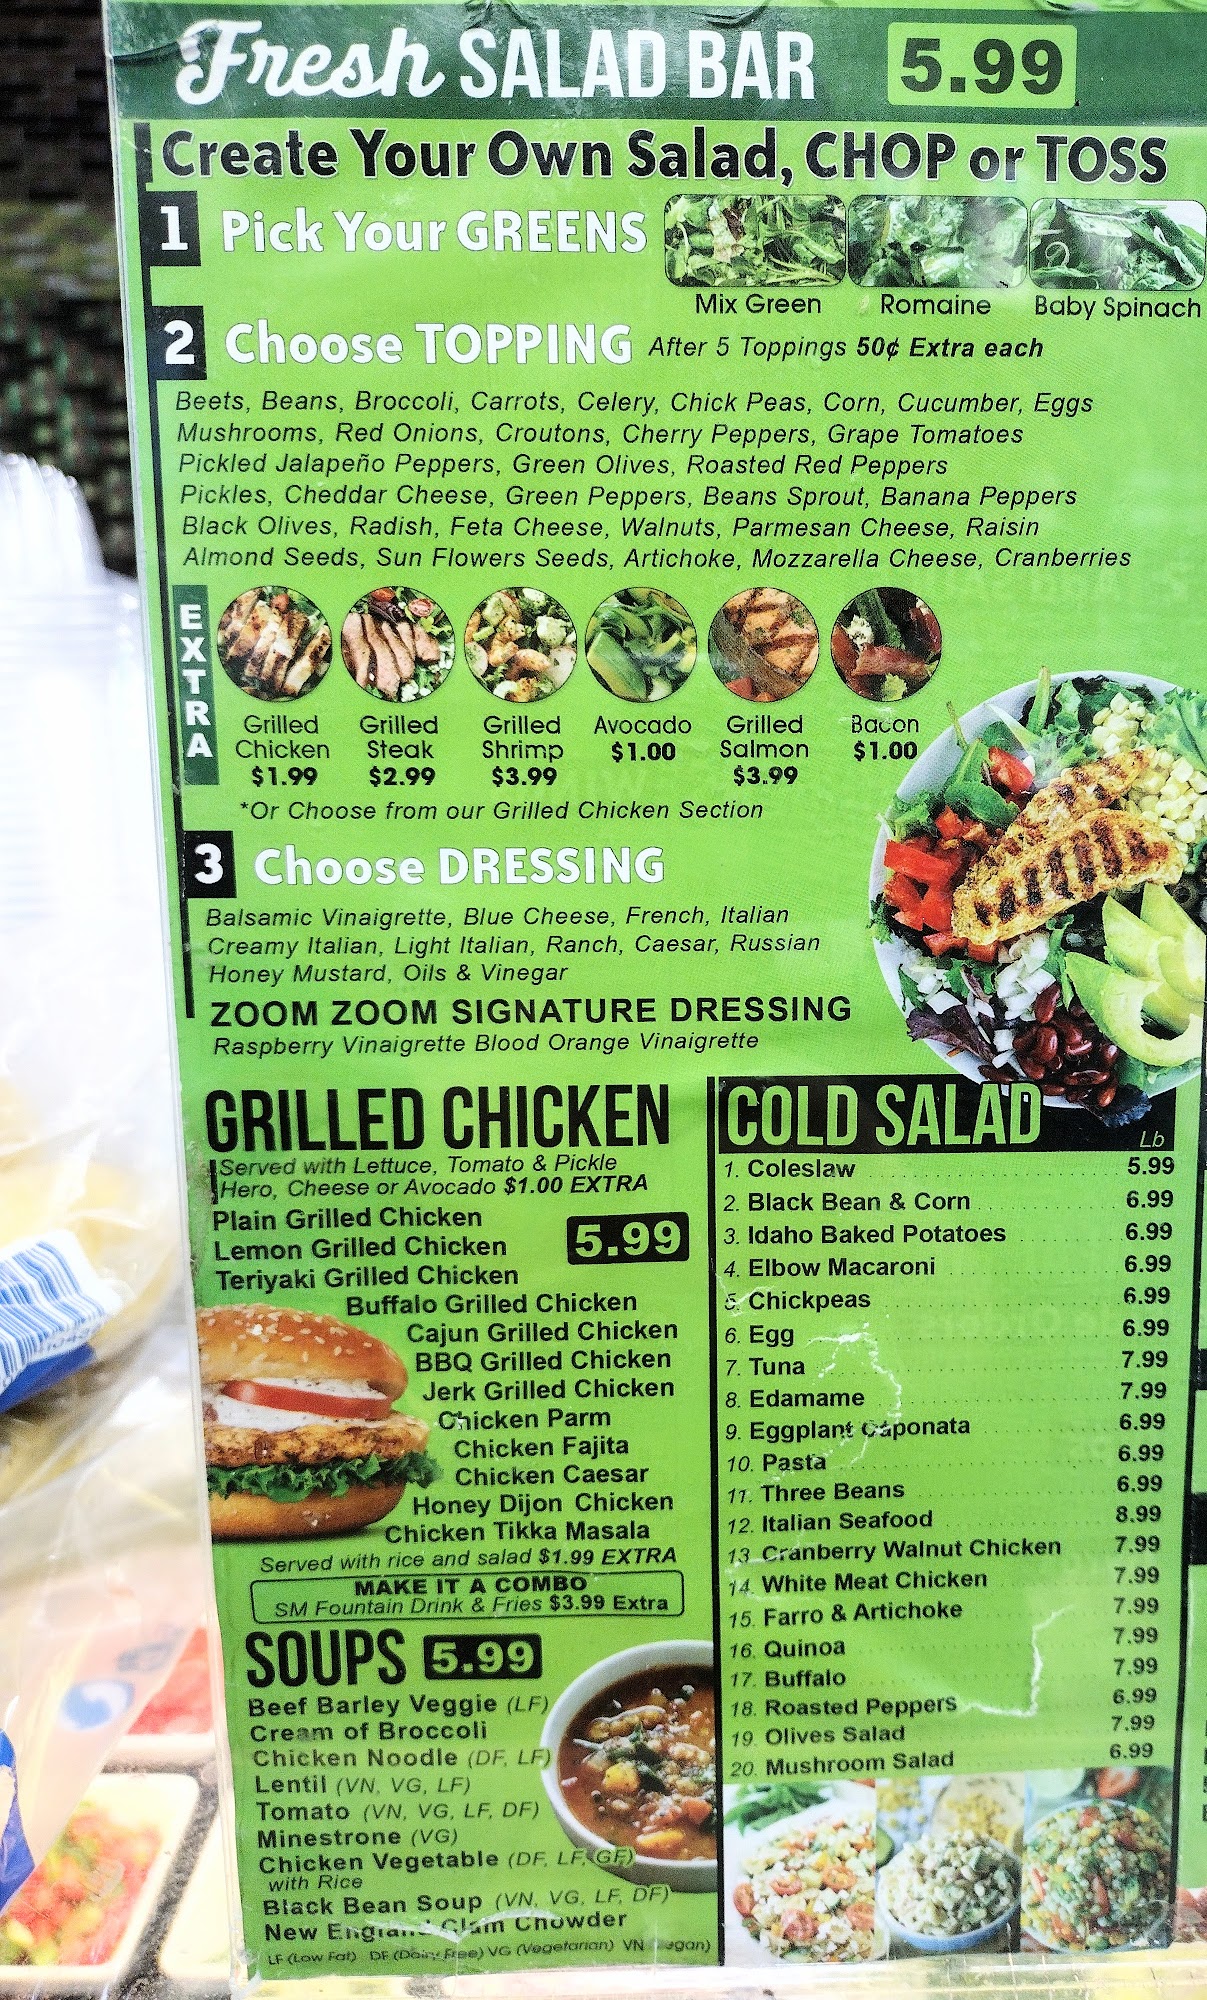 Fresh SALAD BAR 5.99
Create Your Own Salad, CHOP or TOSS
1 Pick Your GREENS
Mix Green Romaine Baby Spinach
2 Choose TOPPING After 5 Toppings 50¢ Extra each
Beets, Beans, Broccoli, Carrots, Celery, Chick Peas, Corn, Cucumber, Eggs
Mushrooms, Red Onions, Croutons, Cherry Peppers, Grape Tomatoes
Pickled Jalapeño Peppers, Green Olives, Roasted Red Peppers
Pickles, Cheddar Cheese, Green Peppers, Beans Sprout, Banana Peppers
Black Olives, Radish, Feta Cheese, Walnuts, Parmesan Cheese, Raisin
Almond Seeds, Sun Flowers Seeds, Artichoke, Mozzarella Cheese, Cranberries
EXTRA
Grilled Chicken $1.99
Grilled Steak $2.99
Grilled Shrimp $3.99
Avocado $1.00
Grilled Salmon $3.99
Bacon $1.00
*Or Choose from our Grilled Chicken Section
3 Choose DRESSING
Balsamic Vinaigrette, Blue Cheese, French, Italian
Creamy Italian, Light Italian, Ranch, Caesar, Russian
Honey Mustard, Oils & Vinegar
ZOOM ZOOM SIGNATURE DRESSING
Raspberry Vinaigrette Blood Orange Vinaigrette
GRILLED CHICKEN
Served with Lettuce, Tomato & Pickle
Hero, Cheese or Avocado $1.00 EXTRA
Plain Grilled Chicken
Lemon Grilled Chicken 5.99
Teriyaki Grilled Chicken
Buffalo Grilled Chicken
Cajun Grilled Chicken
BBQ Grilled Chicken
Jerk Grilled Chicken
Chicken Parm
Chicken Fajita
Chicken Caesar
Honey Dijon Chicken
Chicken Tikka Masala
Served with rice and salad $1.99 EXTRA
MAKE IT A COMBO
SM Fountain Drink & Fries $3.99 Extra
SOUPS 5.99
Beef Barley Veggie (LF)
Cream of Broccoli
Chicken Noodle (DF, LF)
Lentil (VN, VG, LF)
Tomato (VN, VG, LF, DF)
Minestrone (VG)
Chicken Vegetable (DF, LF, GF)
with Rice
Black Bean Soup (VN, VG, LF, DF)
New England Clam Chowder
LF (Low Fat) DF (Dairy Free) VG (Vegetarian) VN
COLD SALAD Lb
1. Coleslaw 5.99
2. Black Bean & Corn 6.99
3. Idaho Baked Potatoes 6.99
4. Elbow Macaroni 6.99
5. Chickpeas 6.99
6. Egg 6.99
7. Tuna 7.99
8. Edamame 7.99
9. Eggplant Caponata 6.99
10. Pasta 6.99
11. Three Beans 6.99
12. Italian Seafood 8.99
13. Cranberry Walnut Chicken 7.99
14. White Meat Chicken 7.99
15. Farro & Artichoke 7.99
16. Quinoa 7.99
17. Buffalo 7.99
18. Roasted Peppers 6.99
19. Olives Salad 7.99
20. Mushroom Salad 6.99